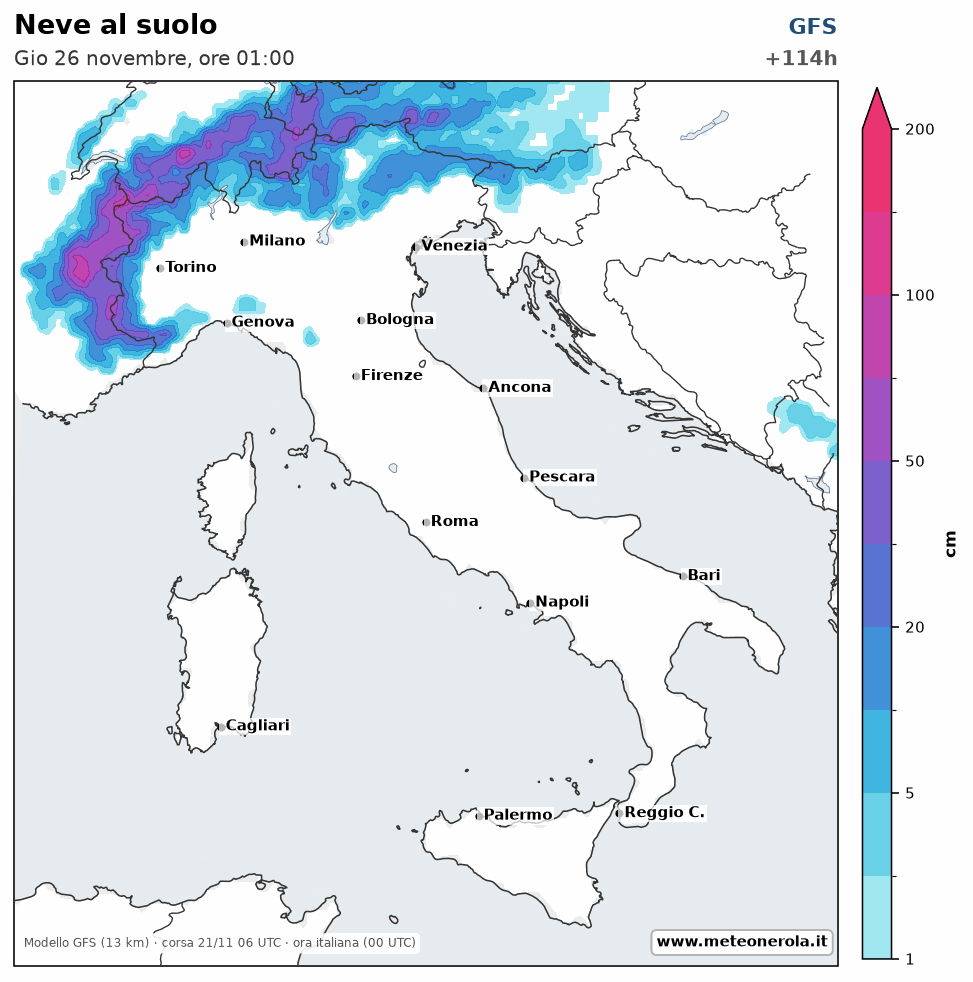 Neve al suolo
GFS
Gio 26 novembre, ore 01:00
+114h
200
Milano
Venezia
Torino
100
Genova
Bologna
Firenze
Ancona
50
Pescara
Roma
cm
Bari
Napoli
20
Cagliari
5
Palermo
Reggio C.
Modello GFS (13 km) · corsa 21/11 06 UTC · ora italiana (00 UTC)
www.meteonerola.it
1